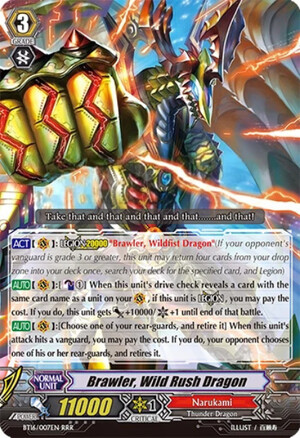 3
GRADE
Take that and that and that and that......and that!
ACT [ ]: LEGION 20000 "Brawler, Wildfist Dragon"(If your opponent's
vanguard is grade 3 or greater, this unit may return four cards from your drop
zone into your deck once, search your deck for the specified card, and Legion)
AUTO [ ]: [ 1] When this unit's drive check reveals a card with the
same card name as a unit on your , if this unit is LEGION, you may pay the
cost. If you do, this unit gets +10000/ +1 until end of that battle.
AUTO [ ]:[Choose one of your rear-guards, and retire it] When this unit's
attack hits a vanguard, you may pay the cost. If you do, your opponent chooses
one of his or her rear-guards, and retires it.
NORMAL
UNIT
Brawler, Wild Rush Dragon
POWER
11000
1
CRITICAL
Narukami
Thunder Dragon
BT16/007EN RRR
ILLUST / 百瀬寿